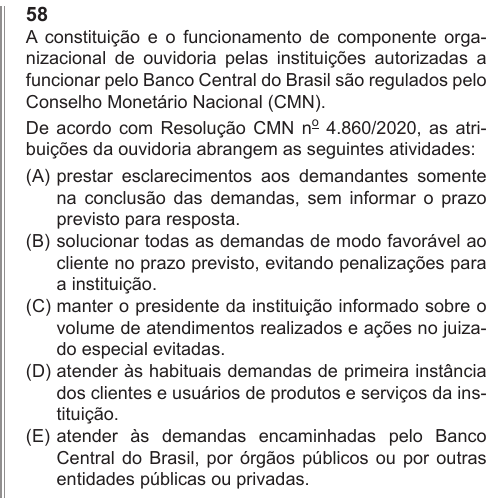 58
A constituição e o funcionamento de componente orga-
nizacional de ouvidoria pelas instituições autorizadas a
funcionar pelo Banco Central do Brasil são regulados pelo
Conselho Monetário Nacional (CMN).
De acordo com Resolução CMN nº 4.860/2020, as atri-
buições da ouvidoria abrangem as seguintes atividades:
(A) prestar esclarecimentos aos demandantes somente
na conclusão das demandas, sem informar o prazo
previsto para resposta.
(B) solucionar todas as demandas de modo favorável ao
cliente no prazo previsto, evitando penalizações para
a instituição.
(C) manter o presidente da instituição informado sobre o
volume de atendimentos realizados e ações no juiza-
do especial evitadas.
(D) atender às habituais demandas de primeira instância
dos clientes e usuários de produtos e serviços da ins-
tituição.
(E) atender às demandas encaminhadas pelo Banco
Central do Brasil, por órgãos públicos ou por outras
entidades públicas ou privadas.